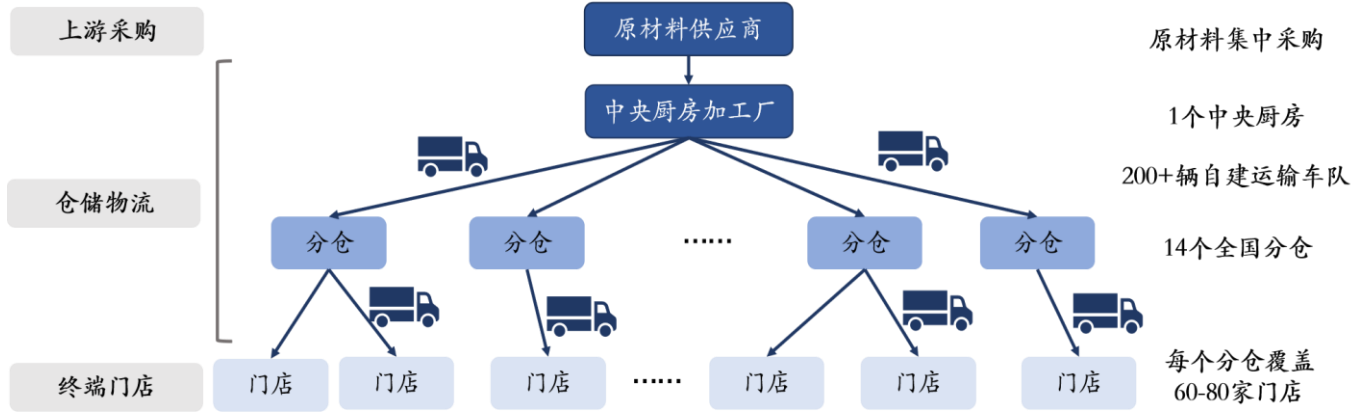 上游采购
原材料供应商
原材料集中采购
中央厨房加工厂
1个中央厨房
200+辆自建运输车队
仓储物流
分仓
分仓
……
分仓
分仓
14个全国分仓
终端门店
门店
门店
门店
……
门店
门店
门店
每个分仓覆盖
60-80家门店